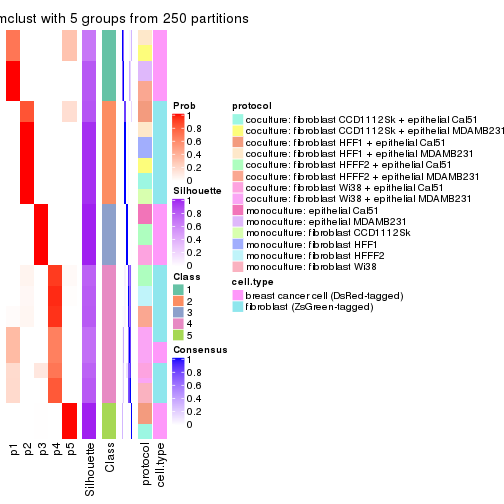 mclust with 5 groups from 250 partitions
Prob
1
0.8
0.6
0.4
0.2
0
Silhouette
1
0.8
0.6
0.4
0.2
0
Class
1
2
3
4
5
Consensus
1
0.8
0.6
0.4
0.2
0
protocol
coculture: fibroblast CCD1112Sk + epithelial Cal51
coculture: fibroblast CCD1112Sk + epithelial MDAMB231
coculture: fibroblast HFF1 + epithelial Cal51
coculture: fibroblast HFF1 + epithelial MDAMB231
coculture: fibroblast HFFF2 + epithelial Cal51
coculture: fibroblast HFFF2 + epithelial MDAMB231
coculture: fibroblast Wi38 + epithelial Cal51
coculture: fibroblast Wi38 + epithelial MDAMB231
monoculture: epithelial Cal51
monoculture: epithelial MDAMB231
monoculture: fibroblast CCD1112Sk
monoculture: fibroblast HFF1
monoculture: fibroblast HFFF2
monoculture: fibroblast Wi38
cell.type
breast cancer cell (DsRed-tagged)
fibroblast (ZsGreen-tagged)
p1
p2
p3
p4
p5
Silhouette
Class
protocol
cell.type